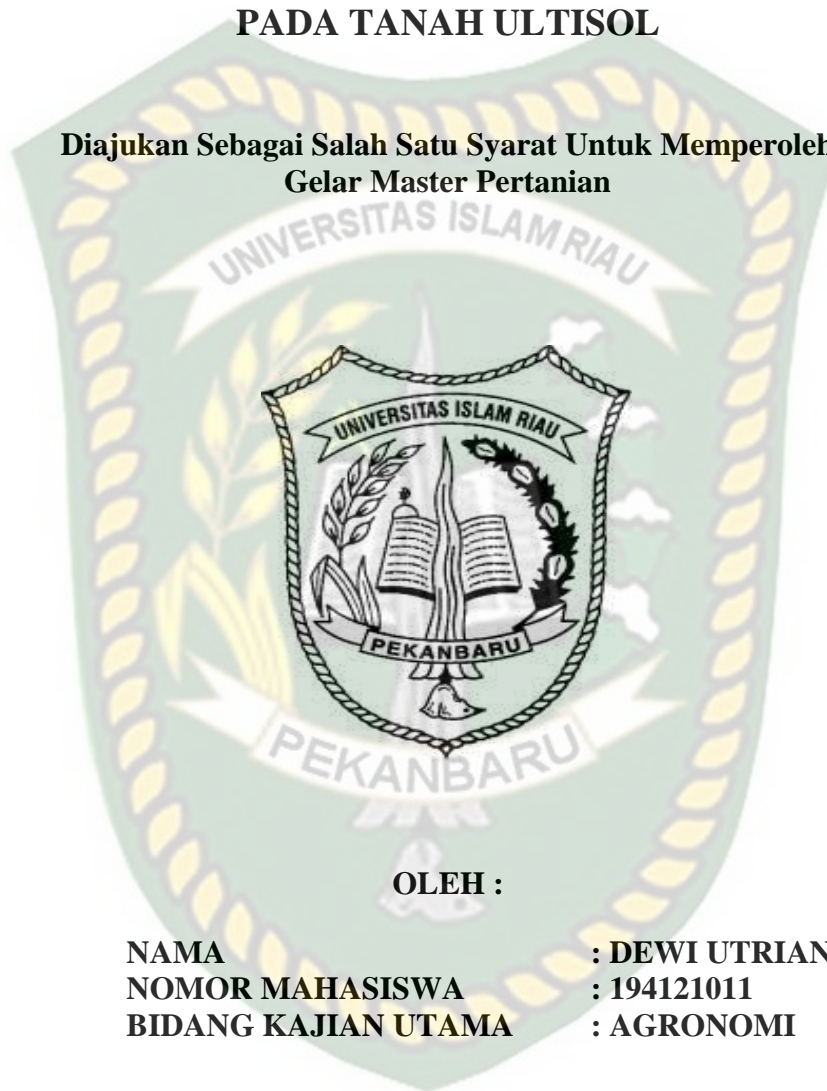 PADA TANAH ULTISOL
Diajukan Sebagai Salah Satu Syarat Untuk Memperoleh
Gelar Master Pertanian
UNIVERSITAS ISLAM RIAU
UNIVERSITAS ISLAM RIAU
PEKANBARU
PEKANBARU
OLEH :
NAMA : DEWI UTRIAN
NOMOR MAHASISWA : 194121011
BIDANG KAJIAN UTAMA : AGRONOMI